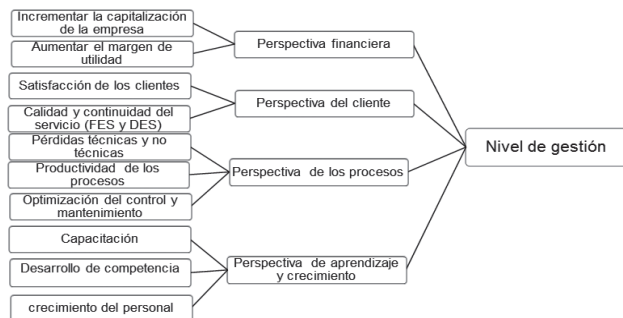 Incrementar la capitalización
de la empresa
Aumentar el margen de
utilidad
Satisfacción de los clientes
Calidad y continuidad del
servicio (FES y DES)
Pérdidas técnicas y no
técnicas
Productividad de los
procesos
Optimización del control y
mantenimiento
Capacitación
Desarrollo de competencia
crecimiento del personal
Perspectiva financiera
Perspectiva del cliente
Perspectiva de los procesos
Perspectiva de aprendizaje
y crecimiento
Nivel de gestión